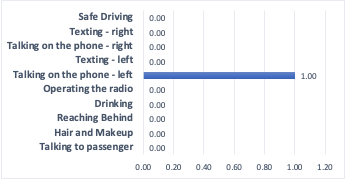 Safe Driving 0.00
Texting - right 0.00
Talking on the phone - right 0.00
Texting - left 0.00
Talking on the phone - left 1.00
Operating the radio 0.00
Drinking 0.00
Reaching Behind 0.00
Hair and Makeup 0.00
Talking to passenger 0.00
0.00 0.20 0.40 0.60 0.80 1.00 1.20